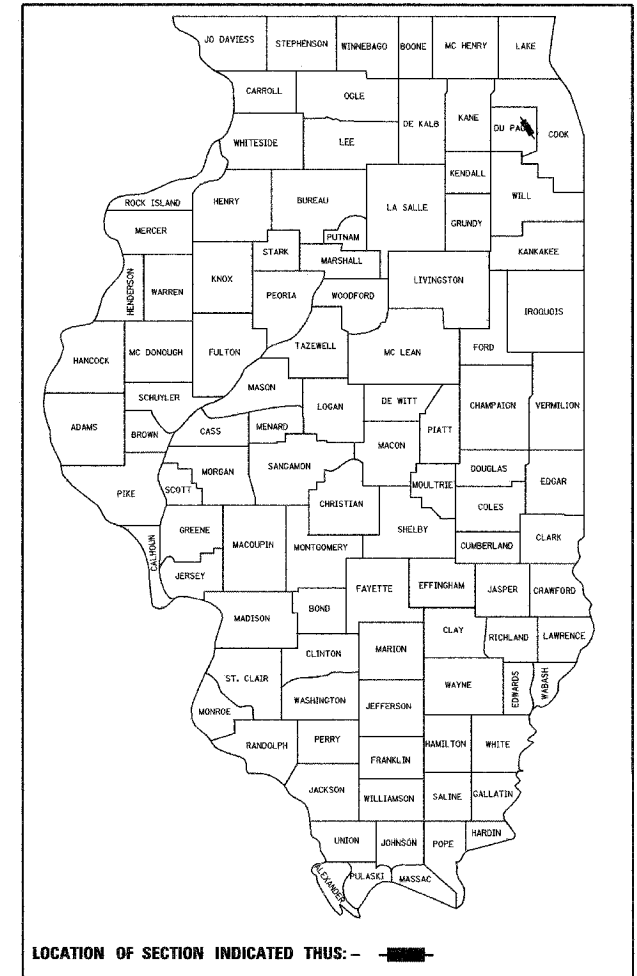 JO DAVIESS STEPHENSON WINNEBAGO BOONE MC HENRY LAKE
CARROLL OGLE DE KALB KANE DU PAG COOK
WHITESIDE LEE
KENDALL WILL
ROCK ISLAND HENRY BUREAU LA SALLE GRUNDY
MERCER PUTNAM KANKAKEE
STARK MARSHALL
HENDERSON WARREN KNOX PEORIA WOODFORD LIVINGSTON IROQUOIS
HANCOCK MC DONOUGH FULTON TAZEWELL MC LEAN FORD
MASON
SCHUYLER LOGAN DE WITT CHAMPAIGN VERMILION
ADAMS BROWN CASS MENARD MACON PIATT
MORGAN SANGAMON DOUGLAS EDGAR
PIKE SCOTT CHRISTIAN MOULTRIE COLES
GREENE MACOUPIN MONTGOMERY SHELBY CUMBERLAND CLARK
CALHOUN JERSEY FAYETTE EFFINGHAM JASPER CRAWFORD
MADISON BOND CLAY RICHLAND LAWRENCE
CLINTON MARION
ST. CLAIR WAYNE EDWARDS WABASH
MONROE WASHINGTON JEFFERSON
RANDOLPH PERRY HAMILTON WHITE
FRANKLIN
JACKSON WILLIAMSON SALINE GALLATIN
UNION JOHNSON POPE HARDIN
ALEXANDER PULASKI MASSAC
LOCATION OF SECTION INDICATED THUS: -